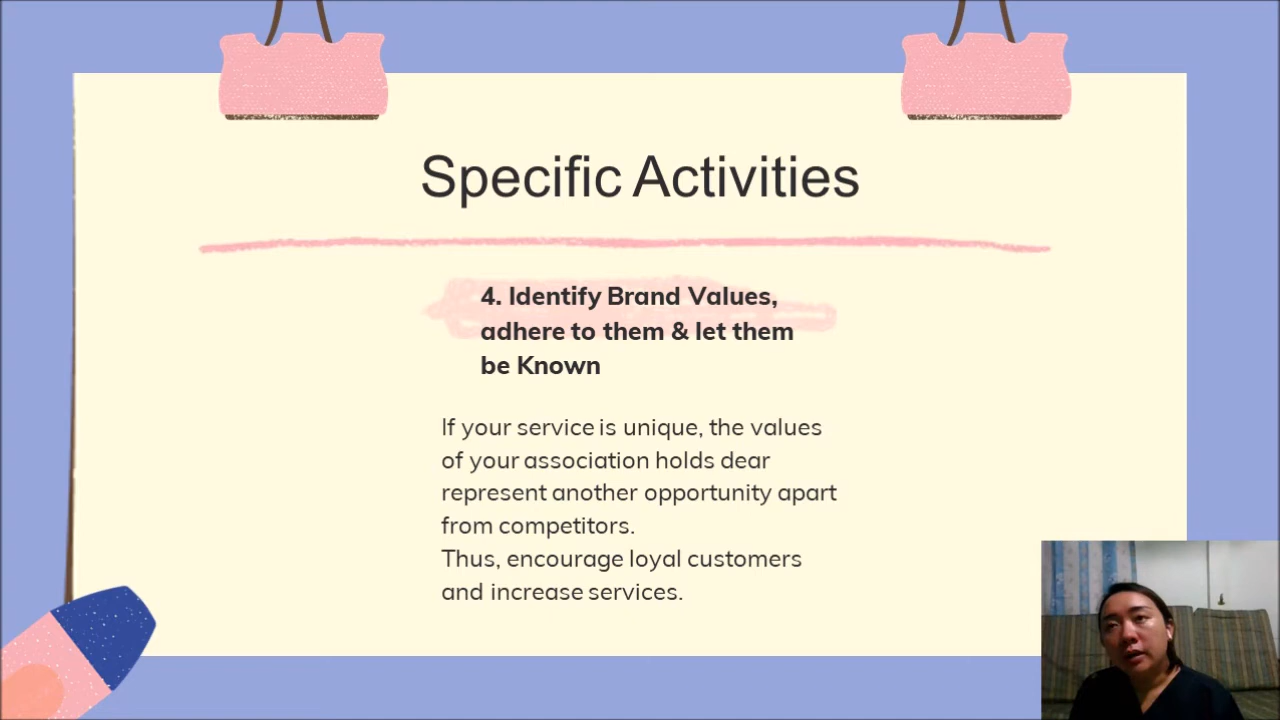 Specific Activities
4. Identify Brand Values,
adhere to them & let them
be Known
If your service is unique, the values
of your association holds dear
represent another opportunity apart
from competitors.
Thus, encourage loyal customers
and increase services.